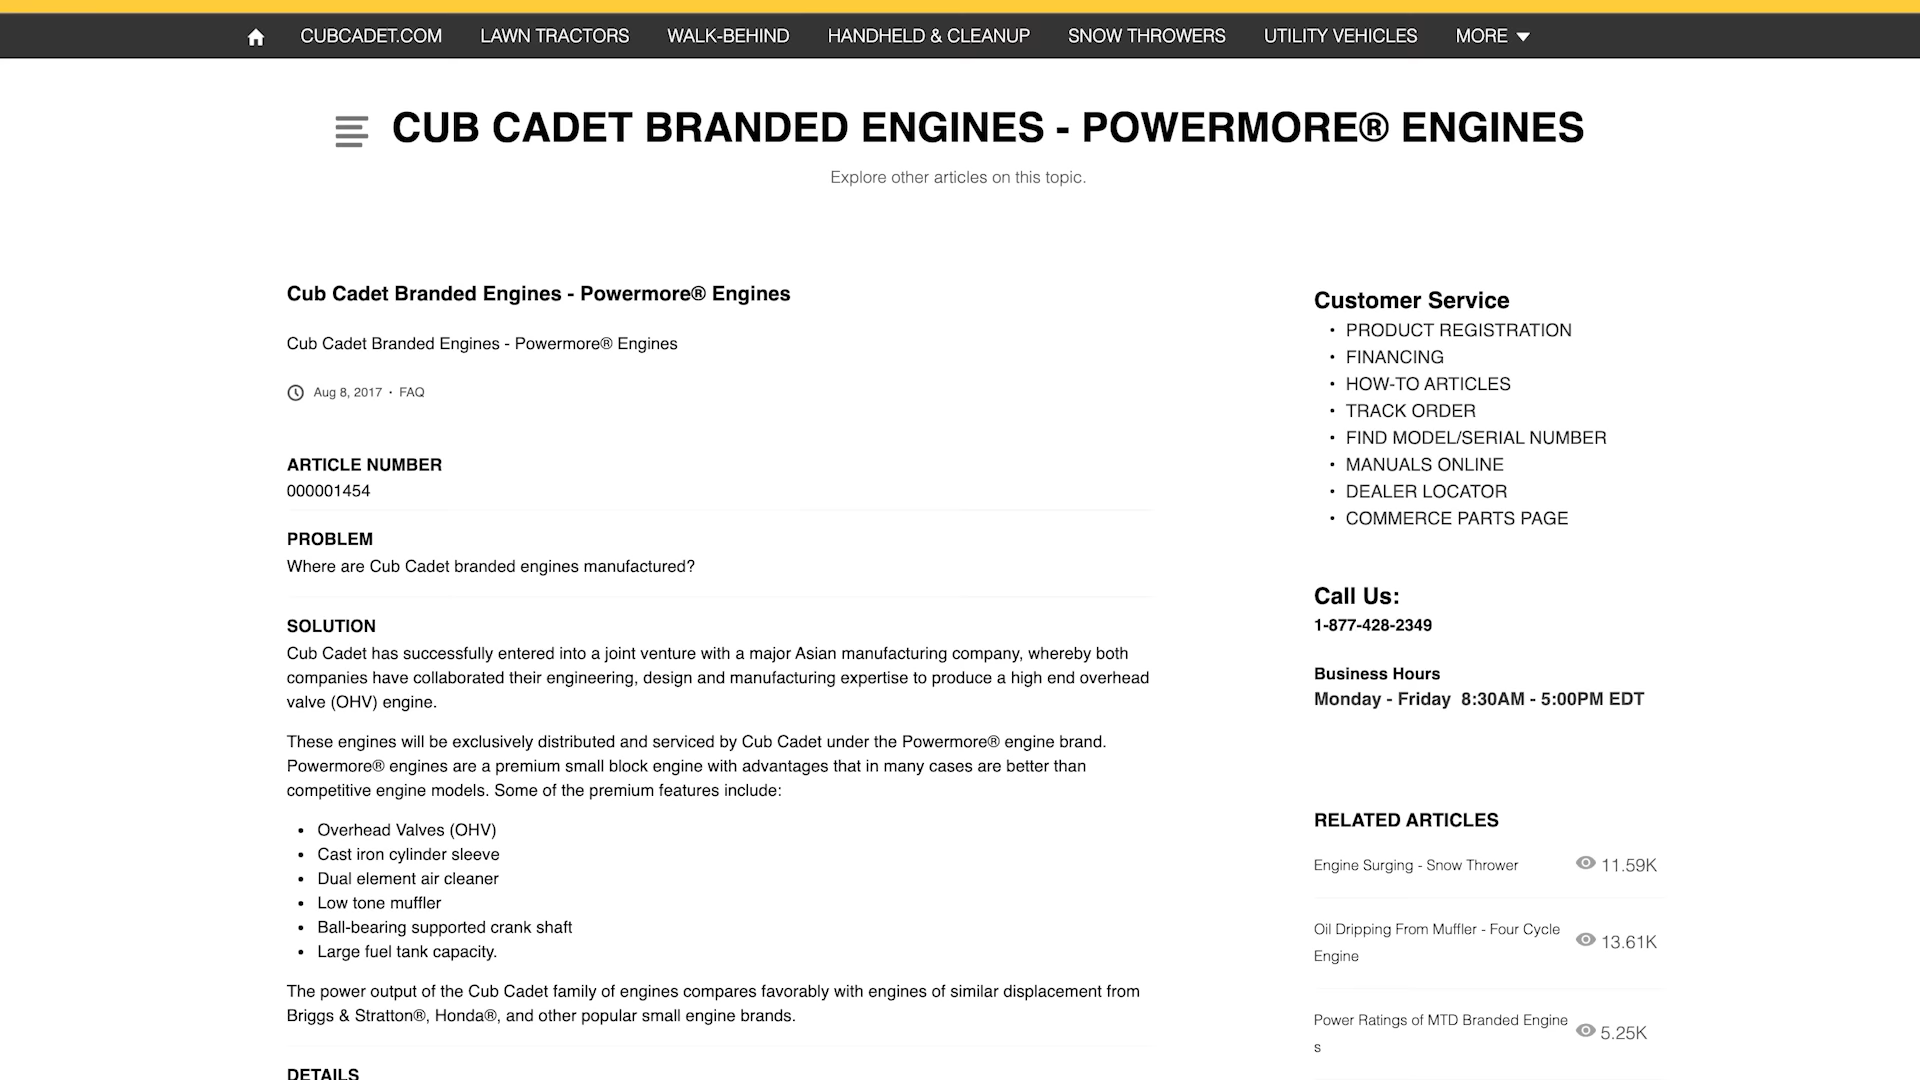 CUBCADET.COM LAWN TRACTORS WALK-BEHIND HANDHELD & CLEANUP SNOW THROWERS UTILITY VEHICLES MORE
CUB CADET BRANDED ENGINES - POWERMORE® ENGINES
Explore other articles on this topic.
Cub Cadet Branded Engines - Powermore® Engines
Cub Cadet Branded Engines - Powermore® Engines
Aug 8, 2017 • FAQ
ARTICLE NUMBER
000001454
PROBLEM
Where are Cub Cadet branded engines manufactured?
SOLUTION
Cub Cadet has successfully entered into a joint venture with a major Asian manufacturing company, whereby both
companies have collaborated their engineering, design and manufacturing expertise to produce a high end overhead
valve (OHV) engine.
These engines will be exclusively distributed and serviced by Cub Cadet under the Powermore® engine brand.
Powermore® engines are a premium small block engine with advantages that in many cases are better than
competitive engine models. Some of the premium features include:
• Overhead Valves (OHV)
• Cast iron cylinder sleeve
• Dual element air cleaner
• Low tone muffler
• Ball-bearing supported crank shaft
• Large fuel tank capacity.
The power output of the Cub Cadet family of engines compares favorably with engines of similar displacement from
Briggs & Stratton®, Honda®, and other popular small engine brands.
DETAILS
Customer Service
• PRODUCT REGISTRATION
• FINANCING
• HOW-TO ARTICLES
• TRACK ORDER
• FIND MODEL/SERIAL NUMBER
• MANUALS ONLINE
• DEALER LOCATOR
• COMMERCE PARTS PAGE
Call Us:
1-877-428-2349
Business Hours
Monday - Friday 8:30AM - 5:00PM EDT
RELATED ARTICLES
Engine Surging - Snow Thrower 11.59K
Oil Dripping From Muffler - Four Cycle
Engine 13.61K
Power Ratings of MTD Branded Engine
s 5.25K